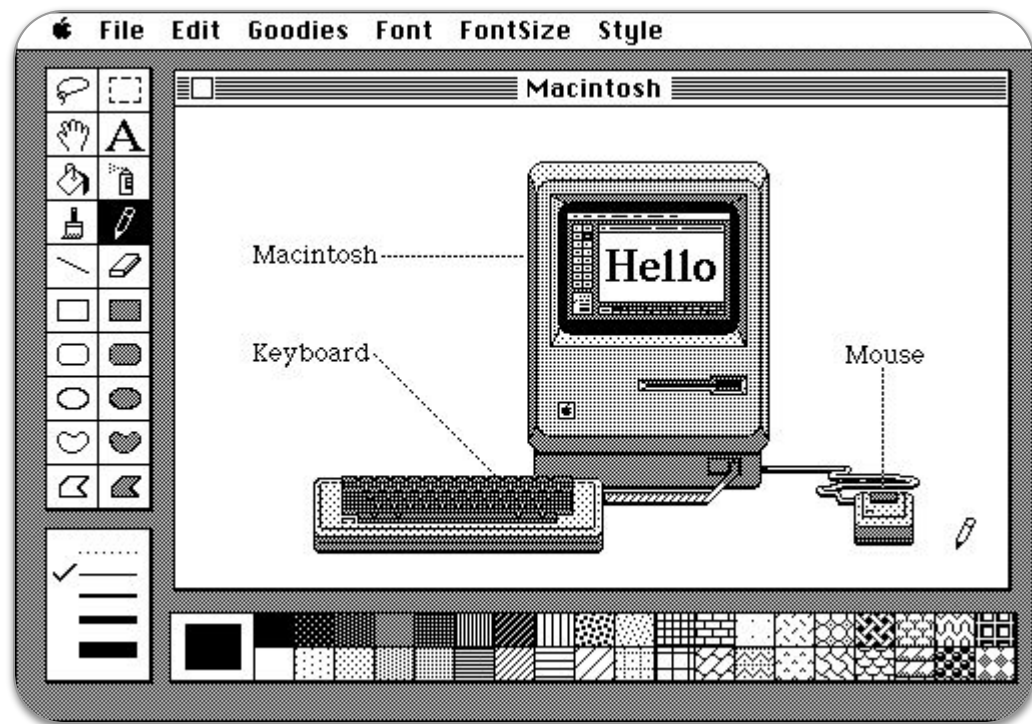 File Edit Goodies Font FontSize Style
A
Macintosh
Macintosh
Hello
Keyboard
Mouse